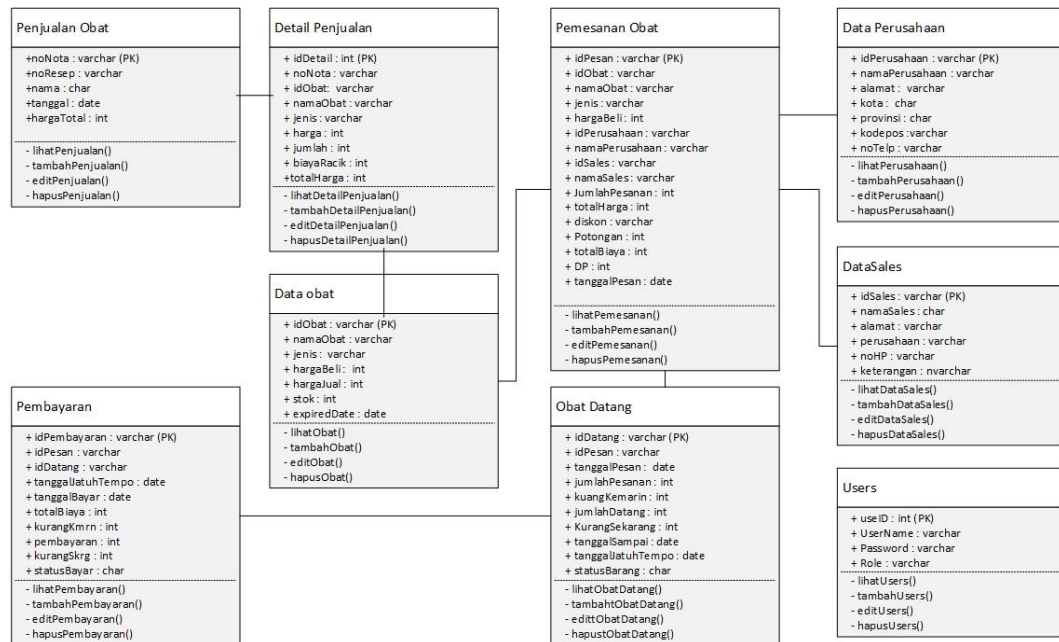 Penjualan Obat
+noNota : varchar (PK)
+noResep : varchar
+nama : char
+tanggal : date
+hargaTotal : int
- lihatPenjualan()
- tambahPenjualan()
- editPenjualan()
- hapusPenjualan()
Detail Penjualan
+ idDetail : int (PK)
+ noNota : varchar
+ idObat: varchar
+ namaObat : varchar
+ jenis : varchar
+ harga : int
+ jumlah : int
+ biayaRacik : int
+totalHarga : int
- lihatDetailPenjualan()
- tambahDetailPenjualan()
- editDetailPenjualan()
- hapusDetailPenjualan()
Pemesanan Obat
+ idPesan : varchar (PK)
+ idObat : varchar
+ namaObat : varchar
+ jenis : varchar
+ hargaBeli : int
+ idPerusahaan : varchar
+ namaPerusahaan : varchar
+ idSales : varchar
+ namaSales : varchar
+ JumlahPesanan : int
+ totalHarga : int
+ diskon : varchar
+ Potongan : int
+ totalBiaya : int
+ DP : int
+ tanggalPesan : date
- lihatPemesanan()
- tambahPemesanan()
- editPemesanan()
- hapusPemesanan()
Data Perusahaan
+ idPerusahaan : varchar (PK)
+ namaPerusahaan : varchar
+ alamat : varchar
+ kota : char
+ provinsi : char
+ kodepos :varchar
+ noTelp : varchar
- lihatPerusahaan()
- tambahPerusahaan()
- editPerusahaan()
- hapusPerusahaan()
Data obat
+ idObat : varchar (PK)
+ namaObat : varchar
+ jenis : varchar
+ hargaBeli : int
+ hargaJual : int
+ stok : int
+ expiredDate : date
- lihatObat()
- tambahObat()
- editObat()
- hapusObat()
DataSales
+ idSales : varchar (PK)
+ namaSales : char
+ alamat : varchar
+ perusahaan : varchar
+ noHP : varchar
+ keterangan : nvarchar
- lihatDataSales()
- tambahDataSales()
- editDataSales()
- hapusDataSales()
Pembayaran
+ idPembayaran : varchar (PK)
+ idPesan : varchar
+ idDatang : varchar
+ tanggalJatuhTempo : date
+ tanggalBayar : date
+ totalBiaya : int
+ kurangKmrn : int
+ pembayaran : int
+ kurangSkrg : int
+ statusBayar : char
- lihatPembayaran()
- tambahPembayaran()
- editPembayaran()
- hapusPembayaran()
Obat Datang
+ idDatang : varchar (PK)
+ idPesan : varchar
+ tanggalPesan : date
+ jumlahPesanan : int
+ kuangKemarin : int
+ jumlahDatang : int
+ KurangSekarang : int
+ tanggalSampai : date
+ tanggalJatuhTempo : date
+ statusBarang : char
- lihatObatDatang()
- tambahtObatDatang()
- edittObatDatang()
- hapustObatDatang()
Users
+ useID : int (PK)
+ UserName : varchar
+ Password : varchar
+ Role : varchar
- lihatUsers()
- tambahUsers()
- editUsers()
- hapusUsers()